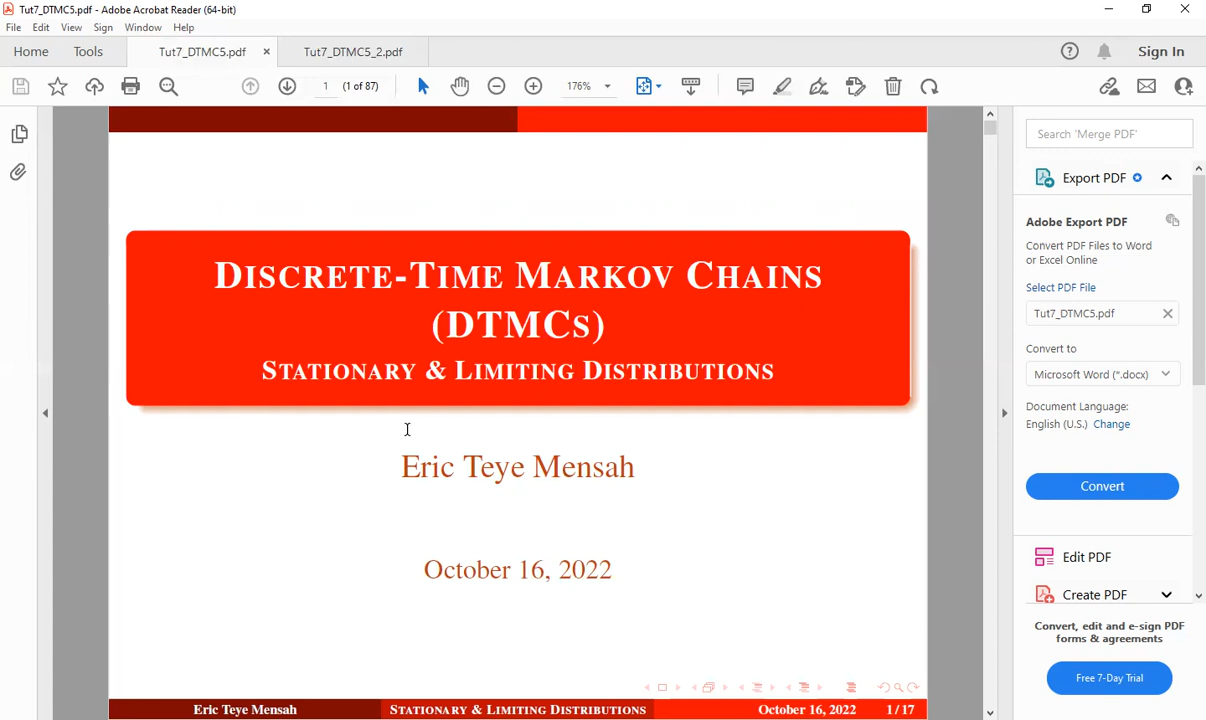 Tut7_DTMC5.pdf - Adobe Acrobat Reader (64-bit)
File Edit View Sign Window Help
Home Tools Tut7_DTMC5.pdf × Tut7_DTMC5_2.pdf Sign In
1 (1 of 87) 176%
DISCRETE-TIME MARKOV CHAINS
(DTMCS)
STATIONARY & LIMITING DISTRIBUTIONS
Eric Teye Mensah
October 16, 2022
Eric Teye Mensah STATIONARY & LIMITING DISTRIBUTIONS October 16, 2022 1 / 17
Search 'Merge PDF'
Export PDF
Adobe Export PDF
Convert PDF Files to Word
or Excel Online
Select PDF File
Tut7_DTMC5.pdf
Convert to
Microsoft Word (*.docx)
Document Language:
English (U.S.) Change
Convert
Edit PDF
Create PDF
Convert, edit and e-sign PDF
forms & agreements
Free 7-Day Trial